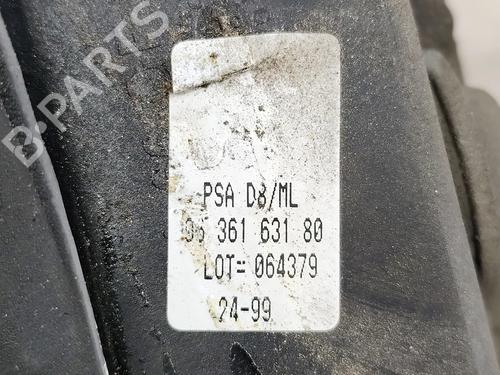 B-PARTS
PSA D8/ML
96 361 631 80
LOT= 064379
24-99